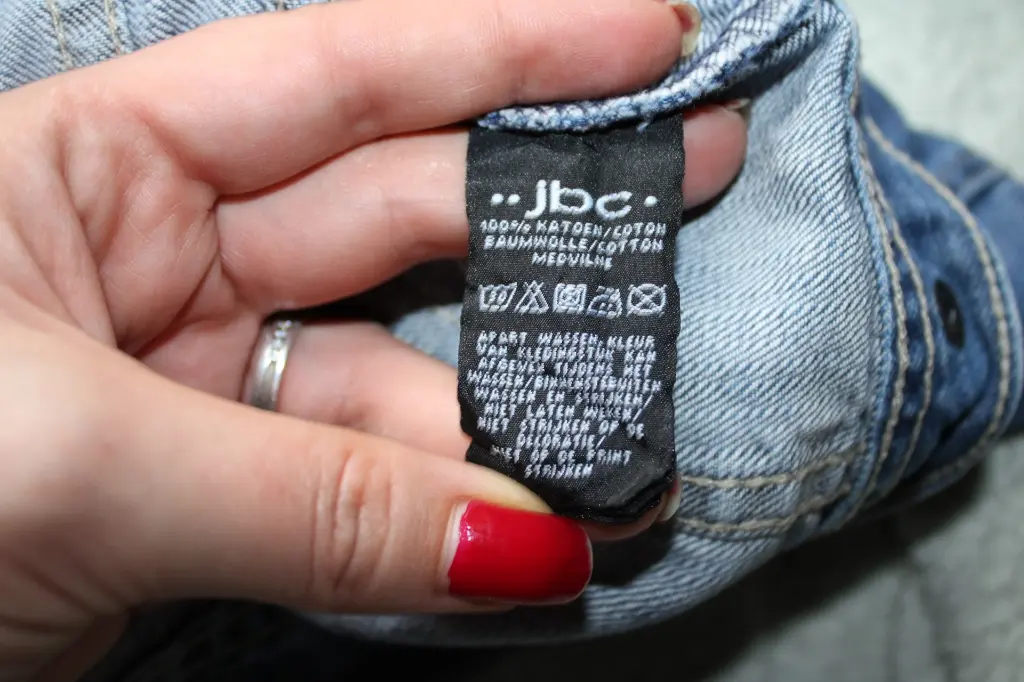 jbc
100% KATOEN/COTON
BAUMWOLLE/COTTON
MEDVILNE
APART WASSEN, KLEUR
VAN KLEDINGSTUK KAN
AFGEVEN TIJDENS HET
WASSEN/BINNENSTEBUITEN
WASSEN EN STRIJKEN/
NIET LATEN WEKEN/
NIET STRIJKEN OP DE
DECORATIE/
NIET OP DE PRINT
STRIJKEN